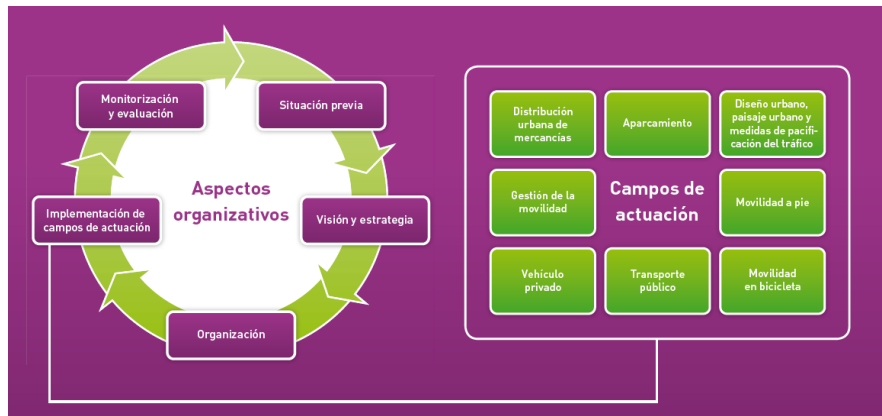 Monitorización
y evaluación
Situación previa
Aspectos
organizativos
Implementación de
campos de actuación
Visión y estrategia
Organización
Distribución
urbana de
mercancías
Aparcamiento
Diseño urbano,
paisaje urbano y
medidas de pacifi-
cación del tráfico
Gestión de la
movilidad
Campos de
actuación
Movilidad a pie
Vehículo
privado
Transporte
público
Movilidad
en bicicleta